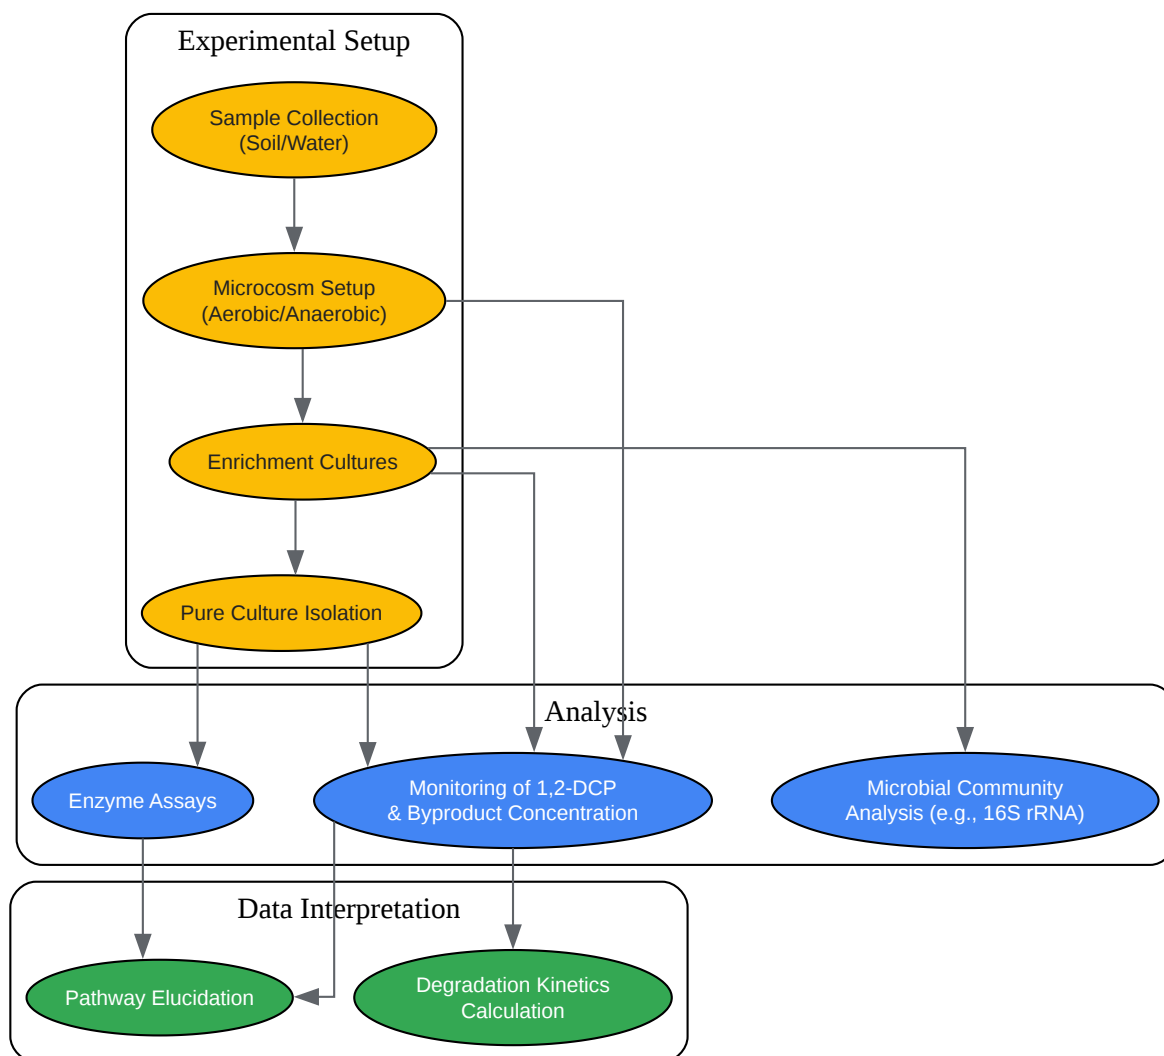 Experimental Setup
Sample Collection
(Soil/Water)
Microcosm Setup
(Aerobic/Anaerobic)
Enrichment Cultures
Pure Culture Isolation
Analysis
Enzyme Assays
Monitoring of 1,2-DCP
& Byproduct Concentration
Microbial Community
Analysis (e.g., 16S rRNA)
Data Interpretation
Pathway Elucidation
Degradation Kinetics
Calculation